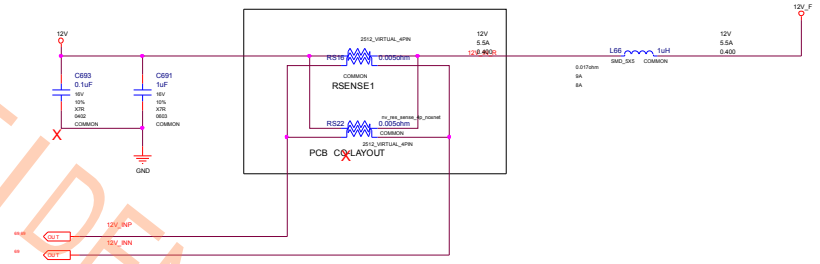 12V_F
12V
12V
5.5A
0.400
12V
5.5A
0.400
2512_VIRTUAL_4PIN
RS16
0.005ohm
L66
1uH
SMD_5X5
COMMON
0.017ohm
9A
8A
COMMON
RSENSE1
C693
0.1uF
16V
10%
X7R
0402
COMMON
C691
1uF
16V
10%
X7R
0603
COMMON
X
GND
RS22
0.005ohm
COMMON
2512_VIRTUAL_4PIN
PCB CO-LAYOUT
X
12V_INP
OUT
12V_INN
OUT